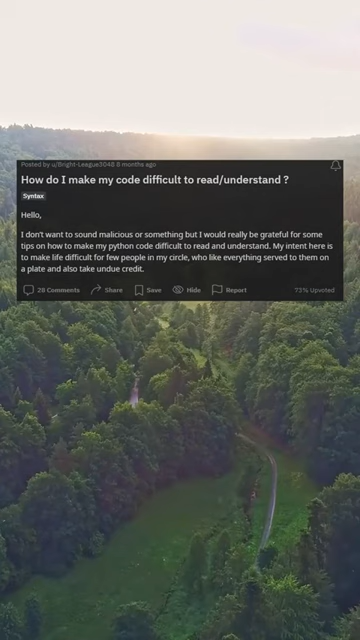 Posted by u/Bright-League3048 8 months ago
How do I make my code difficult to read/understand ?
Syntax
Hello,
I don't want to sound malicious or something but I would really be grateful for some
tips on how to make my python code difficult to read and understand. My intent here is
to make life difficult for few people in my circle, who like everything served to them on
a plate and also take undue credit.
28 Comments Share Save Hide Report 73% Upvoted